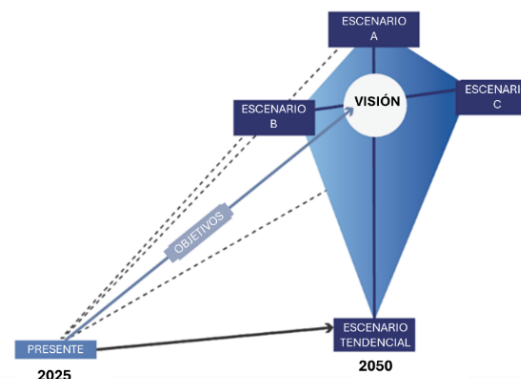 ESCENARIO
A
VISIÓN
ESCENARI
C
ESCENARIO
B
OBJETIVOS
PRESENTE
2025
ESCENARIO
TENDENCIAL
2050